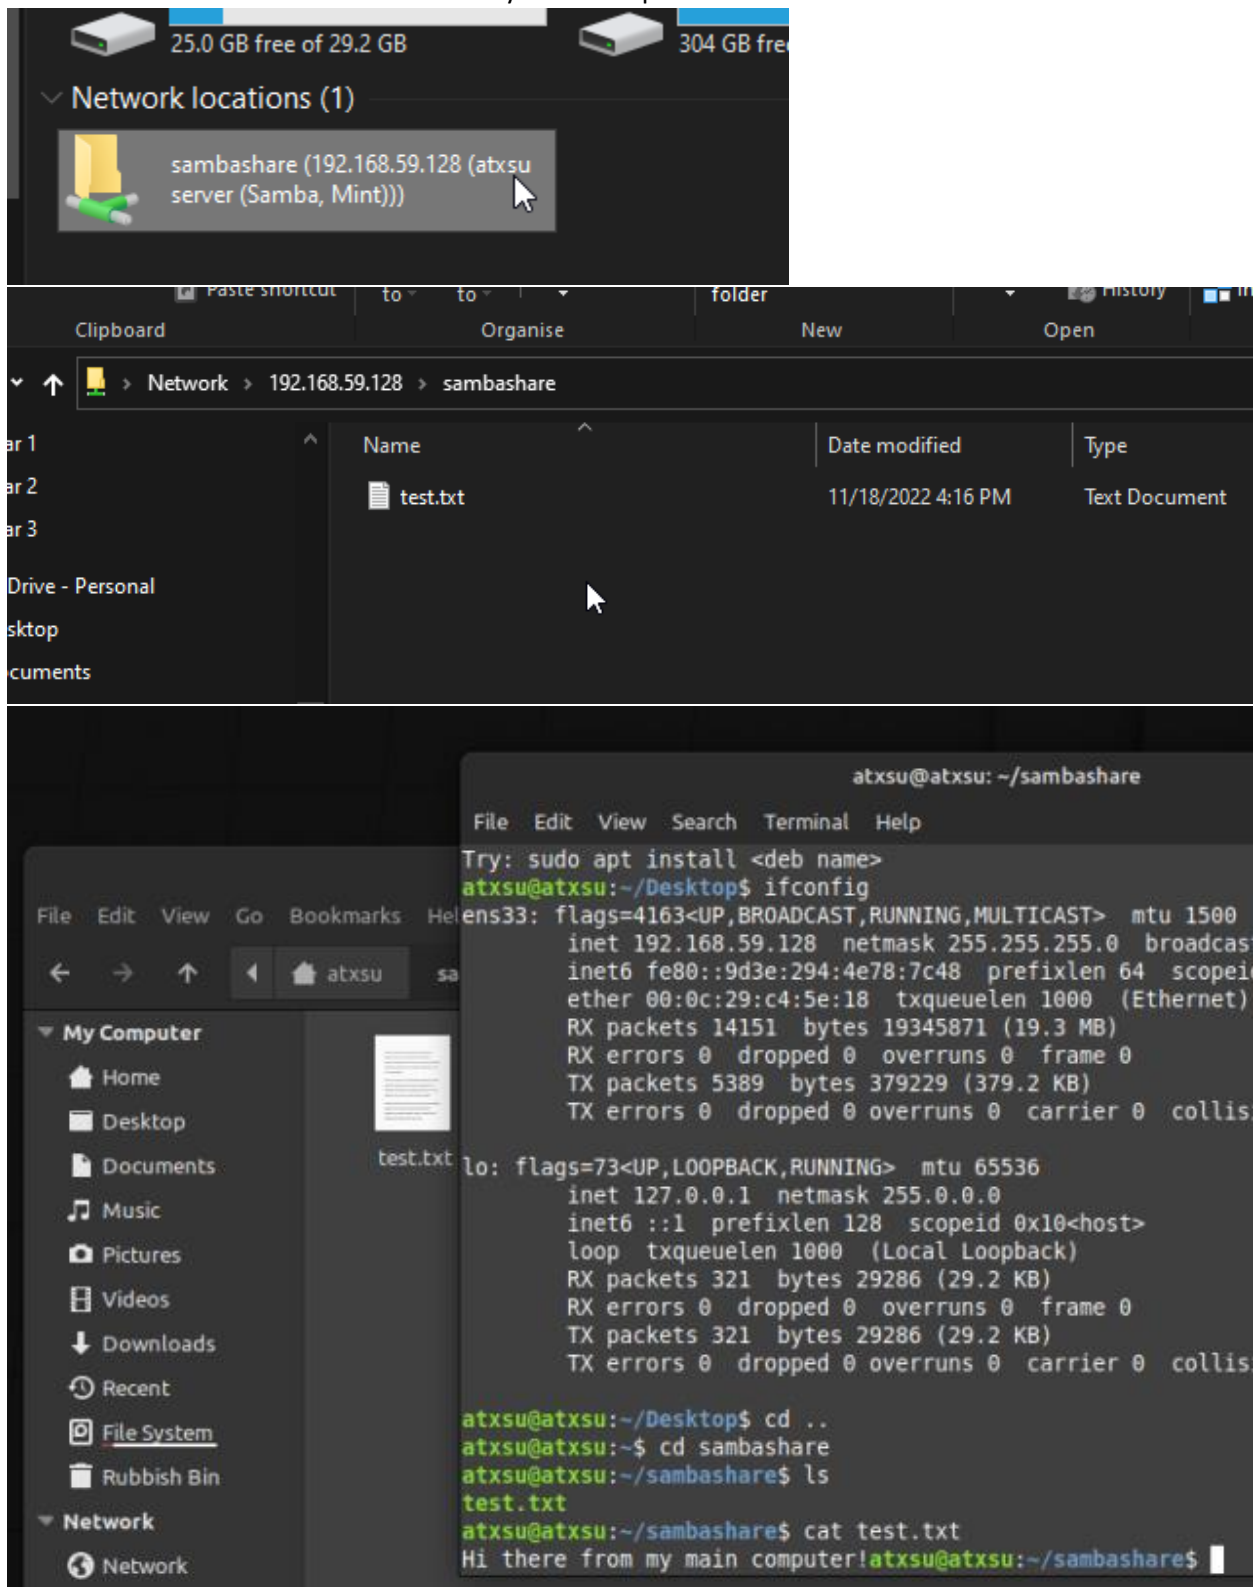 25.0 GB free of 29.2 GB
304 GB free
Network locations (1)
sambashare (192.168.59.128 (atxsu
server (Samba, Mint)))
Paste shortcut to to folder History
Clipboard Organise New Open
Network > 192.168.59.128 > sambashare
ar 1
ar 2
ar 3
Drive - Personal
sktop
cuments
Name Date modified Type
test.txt 11/18/2022 4:16 PM Text Document
File Edit View Go Bookmarks Hel
atxsu sa
My Computer
Home
Desktop
Documents
Music
Pictures
Videos
Downloads
Recent
File System
Rubbish Bin
Network
Network
test.txt
atxsu@atxsu: ~/sambashare
File Edit View Search Terminal Help
Try: sudo apt install <deb name>
atxsu@atxsu:~/Desktop$ ifconfig
ens33: flags=4163<UP,BROADCAST,RUNNING,MULTICAST> mtu 1500
inet 192.168.59.128 netmask 255.255.255.0 broadcas
inet6 fe80::9d3e:294:4e78:7c48 prefixlen 64 scopei
ether 00:0c:29:c4:5e:18 txqueuelen 1000 (Ethernet)
RX packets 14151 bytes 19345871 (19.3 MB)
RX errors 0 dropped 0 overruns 0 frame 0
TX packets 5389 bytes 379229 (379.2 KB)
TX errors 0 dropped 0 overruns 0 carrier 0 collis
lo: flags=73<UP,LOOPBACK,RUNNING> mtu 65536
inet 127.0.0.1 netmask 255.0.0.0
inet6 ::1 prefixlen 128 scopeid 0x10<host>
loop txqueuelen 1000 (Local Loopback)
RX packets 321 bytes 29286 (29.2 KB)
RX errors 0 dropped 0 overruns 0 frame 0
TX packets 321 bytes 29286 (29.2 KB)
TX errors 0 dropped 0 overruns 0 carrier 0 collis
atxsu@atxsu:~/Desktop$ cd ..
atxsu@atxsu:~$ cd sambashare
atxsu@atxsu:~/sambashare$ ls
test.txt
atxsu@atxsu:~/sambashare$ cat test.txt
Hi there from my main computer!atxsu@atxsu:~/sambashare$